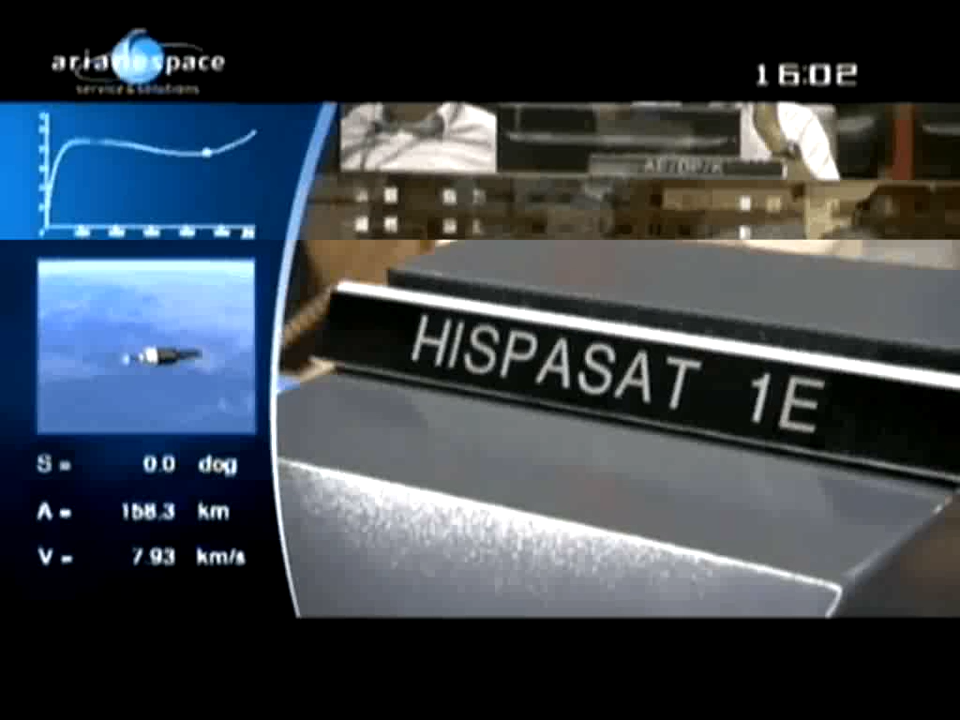 arianespace
service & solutions
16:02
HISPASAT 1E
S = 0.0 deg
A = 158.3 km
V = 7.93 km/s